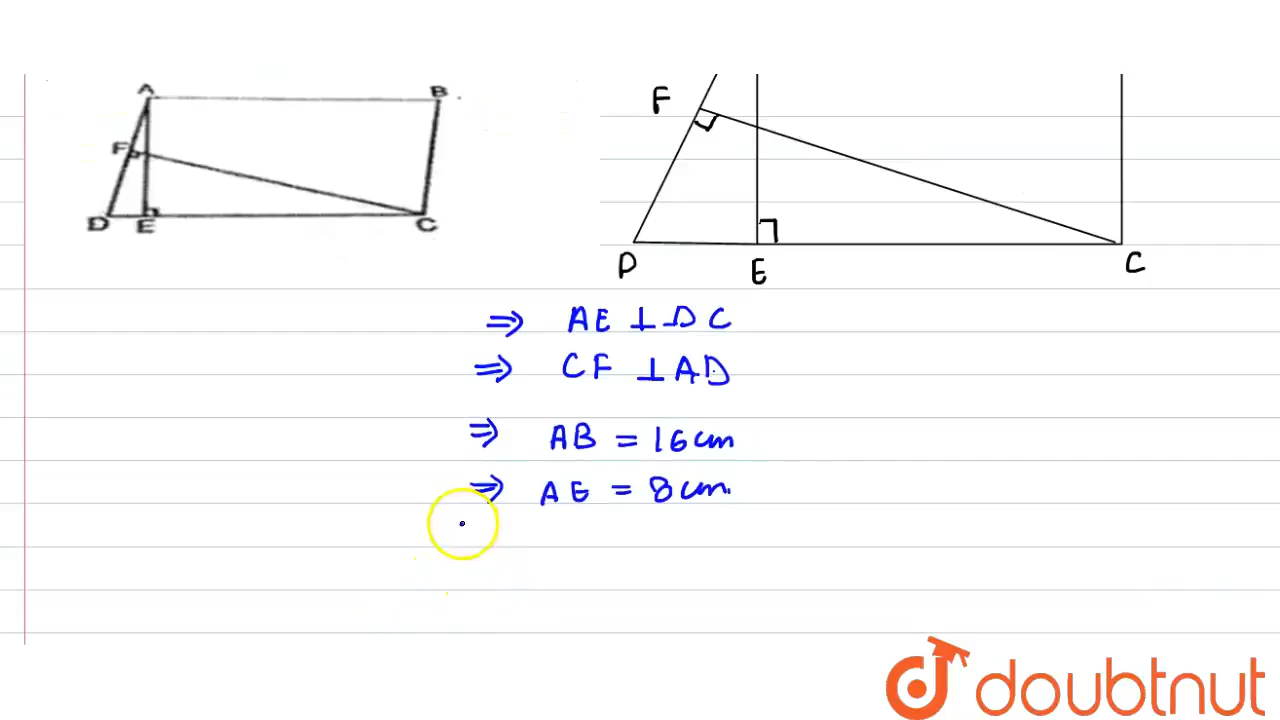 A B
F
F
D E C
D E C
⇒ AE ⊥ DC
⇒ CF ⊥ AD
⇒ AB = 16 cm
⇒ AE = 8 cm.
doubtnut